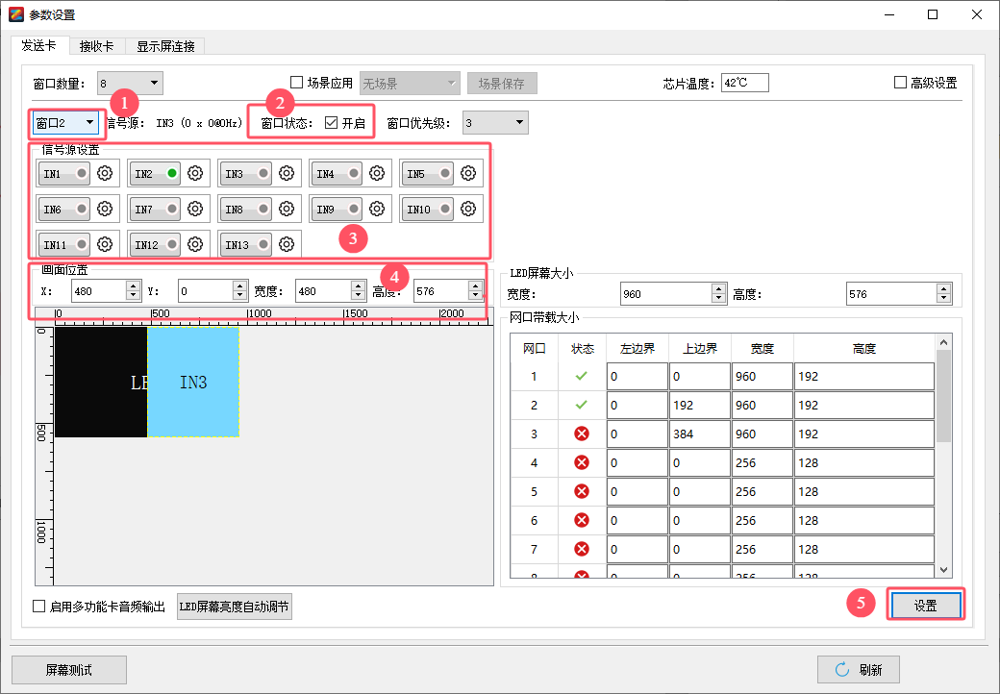 参数设置
发送卡 接收卡 显示屏连接
窗口数量： 8 场景应用 无场景 场景保存 芯片温度： 42℃ 高级设置
1 2
窗口2 信号源： IN3 (0 x 0@0Hz) 窗口状态： 开启 窗口优先级： 3
信号源设置
IN1 IN2 IN3 IN4 IN5
IN6 IN7 IN8 IN9 IN10
IN11 IN12 IN13 3
画面位置 4
X： 480 Y： 0 宽度： 480 高度： 576
0 500 1000 1500 2000
0
500
1000
LE IN3
LED屏幕大小
宽度： 960 高度： 576
网口带载大小
网口 状态 左边界 上边界 宽度 高度
1 0 0 960 192
2 0 192 960 192
3 0 384 960 192
4 0 0 256 128
5 0 0 256 128
6 0 0 256 128
7 0 0 256 128
8 0 0 256 128
启用多功能卡音频输出 LED屏幕亮度自动调节 5 设置
屏幕测试 刷新